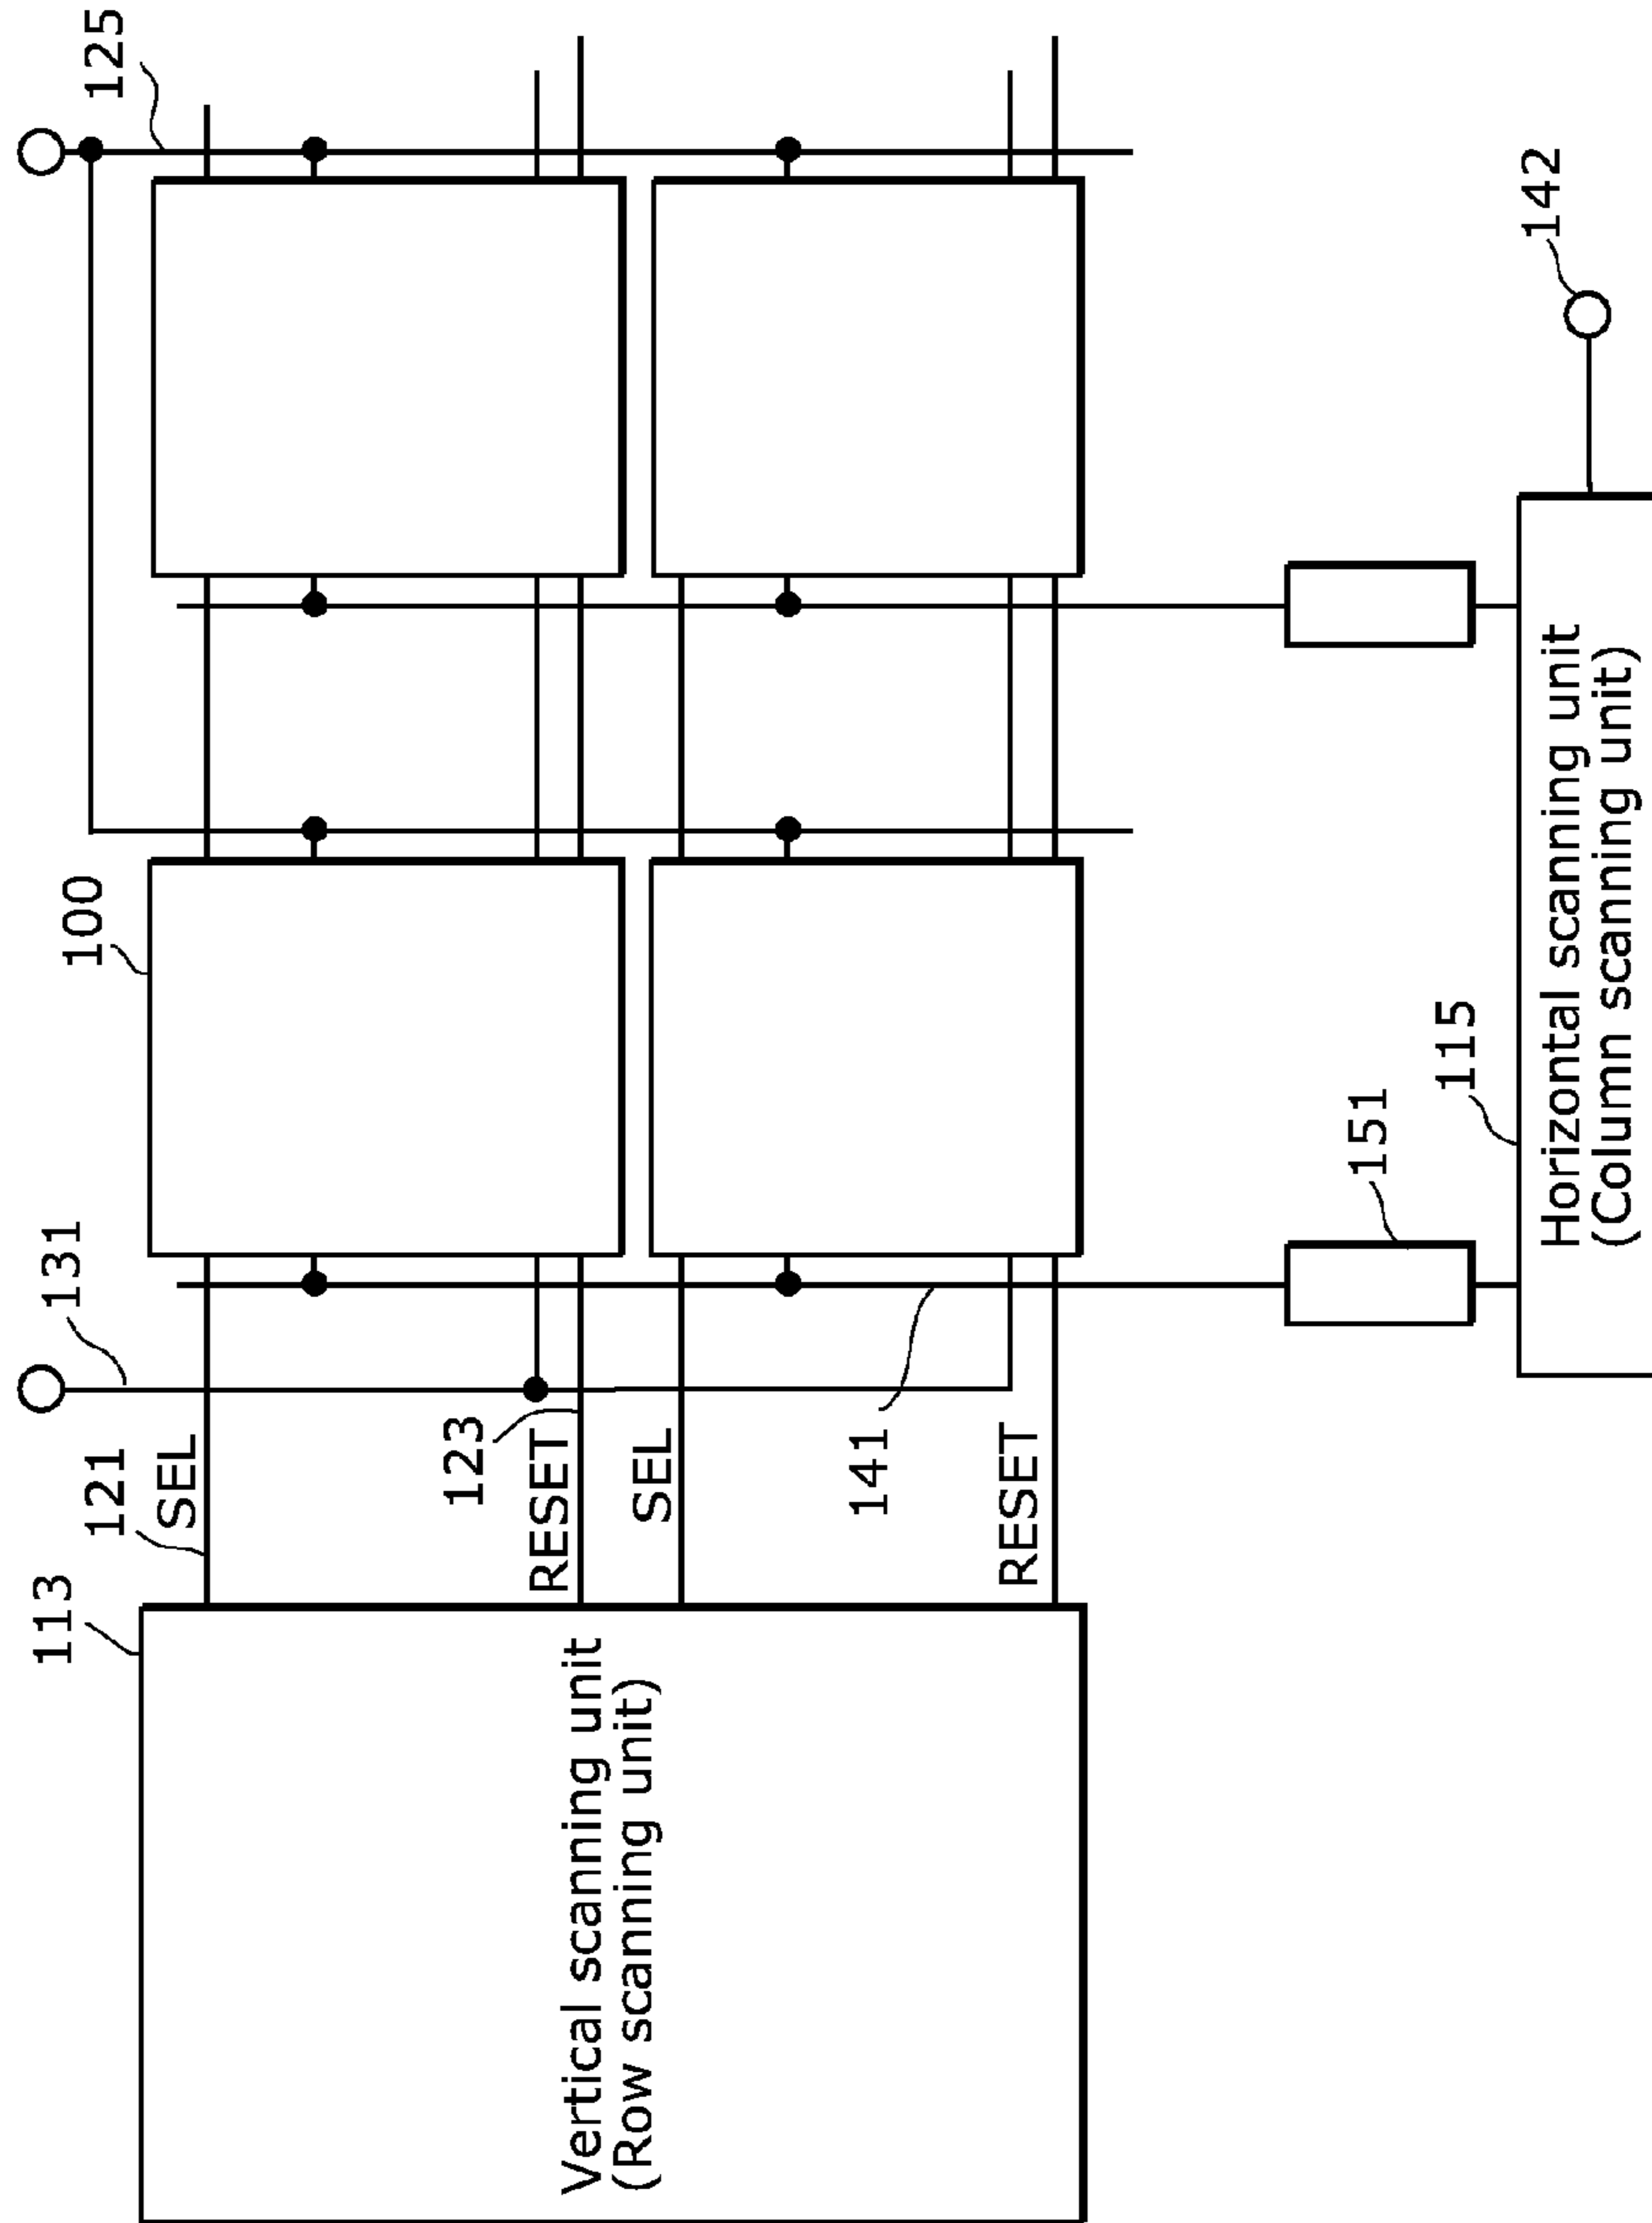 113
121
SEL
131
100
125
123
RESET
SEL
141
RESET
Vertical scanning unit
(Row scanning unit)
151
115
142
Horizontal scanning unit
(Column scanning unit)